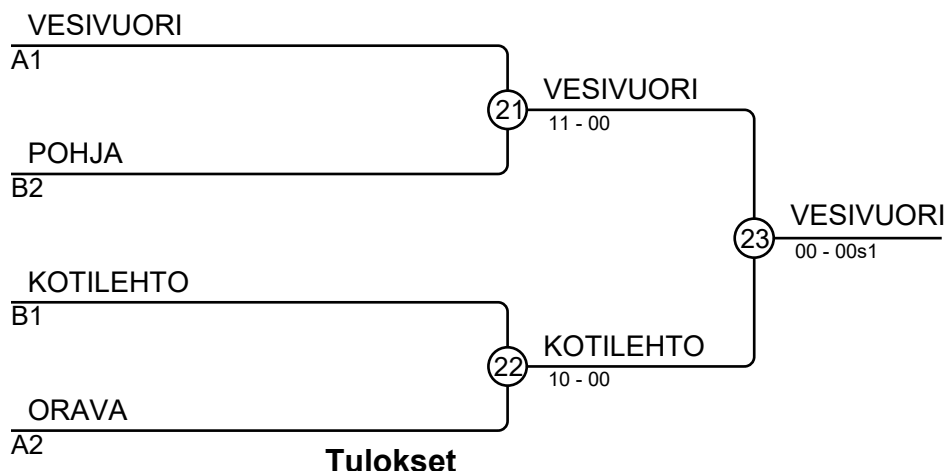 VESIVUORI
A1
21
VESIVUORI
11 - 00
POHJA
B2
VESIVUORI
23
00 - 00s1
KOTILEHTO
B1
22
KOTILEHTO
10 - 00
ORAVA
A2
Tulokset